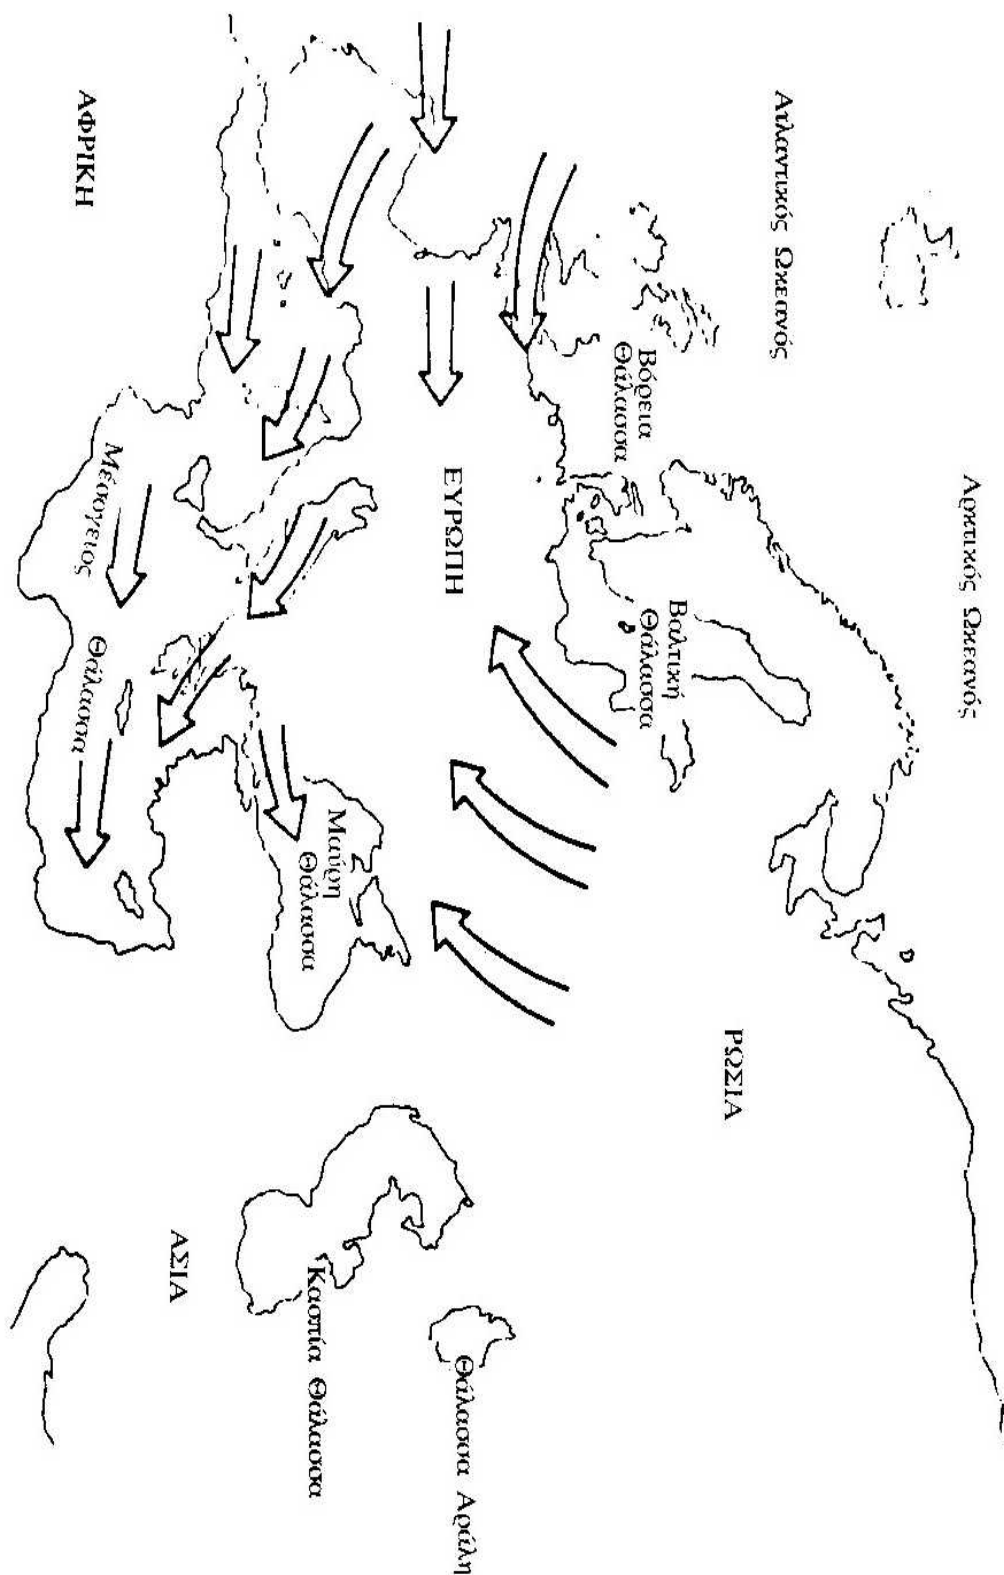 Αρκτικός Ωκεανός
Ατλαντικός Ωκεανός
ΡΩΣΙΑ
Βόρεια
Θάλασσα
Βαλτική
Θάλασσα
ΕΥΡΩΠΗ
Θάλασσα Αράλη
Μαύρη
Θάλασσα
Κασπία Θάλασσα
ΑΣΙΑ
Μέσογειος Θάλασσα
ΑΦΡΙΚΗ